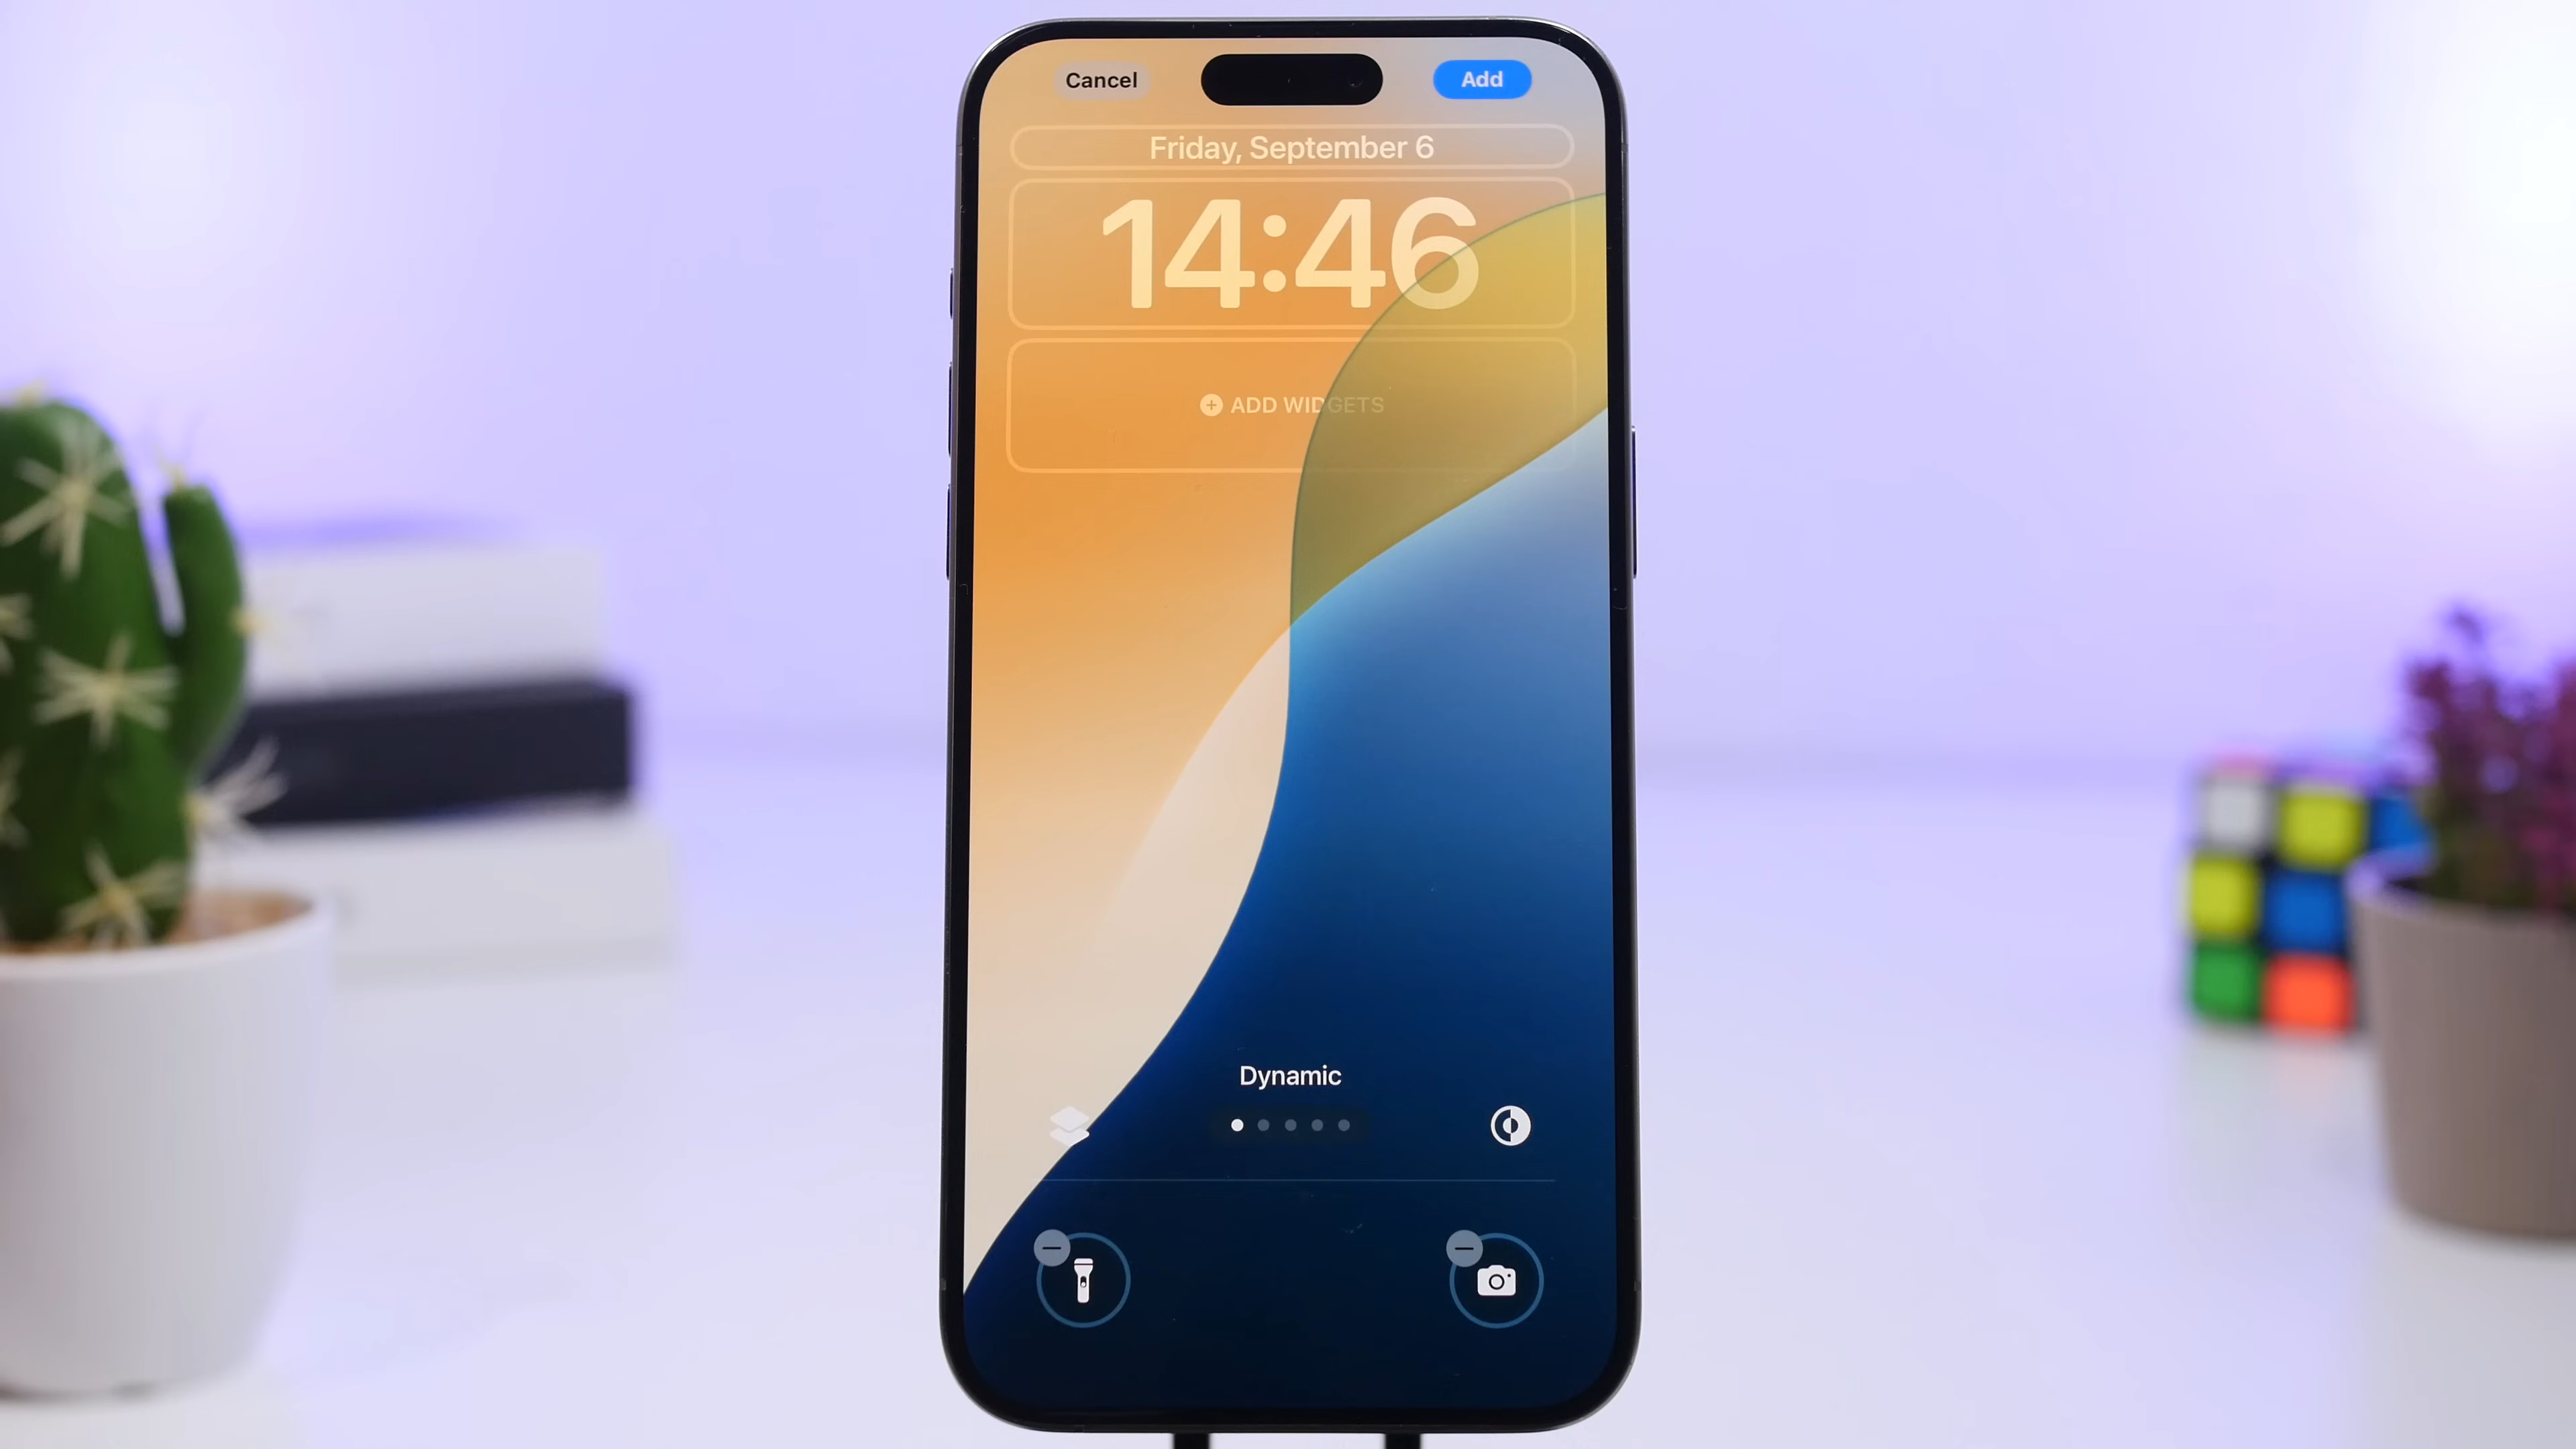 Cancel
Add
Friday, September 6
14:46
ADD WIDGETS
Dynamic